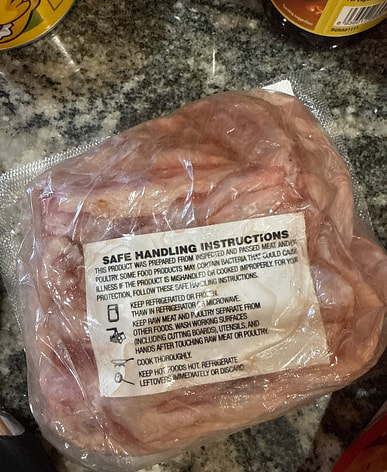 SAFE HANDLING INSTRUCTIONS
THIS PRODUCT WAS PREPARED FROM INSPECTED AND PASSED MEAT AND/OR
POULTRY. SOME FOOD PRODUCTS MAY CONTAIN BACTERIA THAT COULD CAUSE
ILLNESS IF THE PRODUCT IS MISHANDLED OR COOKED IMPROPERLY. FOR YOUR
PROTECTION, FOLLOW THESE SAFE HANDLING INSTRUCTIONS.
KEEP REFRIGERATED OR FROZEN.
THAW IN REFRIGERATOR OR MICROWAVE.
KEEP RAW MEAT AND POULTRY SEPARATE FROM
OTHER FOODS. WASH WORKING SURFACES
(INCLUDING CUTTING BOARDS), UTENSILS, AND
HANDS AFTER TOUCHING RAW MEAT OR POULTRY.
COOK THOROUGHLY.
KEEP HOT FOODS HOT. REFRIGERATE
LEFTOVERS IMMEDIATELY OR DISCARD.